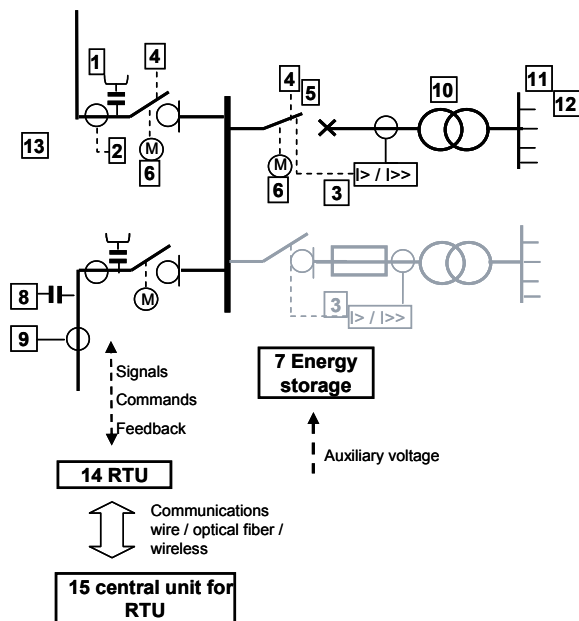 1
4
4
5
10
11
12
13
2
M
6
M
6
3
I> / I>>
M
8
3
I> / I>>
9
7 Energy
storage
Signals
Commands
Feedback
Auxiliary voltage
14 RTU
Communications
wire / optical fiber /
wireless
15 central unit for
RTU